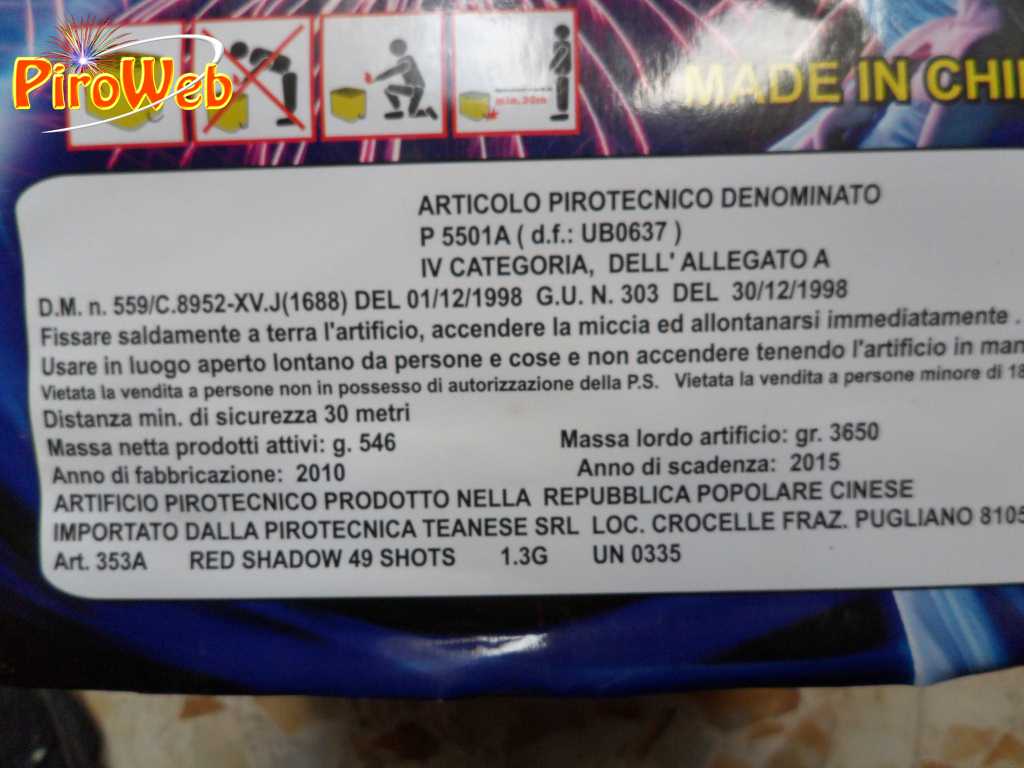 PiroWeb
min.30m
MADE IN CHI
ARTICOLO PIROTECNICO DENOMINATO
P 5501A ( d.f.: UB0637 )
IV CATEGORIA, DELL' ALLEGATO A
D.M. n. 559/C.8952-XV.J(1688) DEL 01/12/1998 G.U. N. 303 DEL 30/12/1998
Fissare saldamente a terra l'artificio, accendere la miccia ed allontanarsi immediatamente .
Usare in luogo aperto lontano da persone e cose e non accendere tenendo l'artificio in man
Vietata la vendita a persone non in possesso di autorizzazione della P.S. Vietata la vendita a persone minore di 18
Distanza min. di sicurezza 30 metri
Massa netta prodotti attivi: g. 546 Massa lordo artificio: gr. 3650
Anno di fabbricazione: 2010 Anno di scadenza: 2015
ARTIFICIO PIROTECNICO PRODOTTO NELLA REPUBBLICA POPOLARE CINESE
IMPORTATO DALLA PIROTECNICA TEANESE SRL LOC. CROCELLE FRAZ. PUGLIANO 8105
Art. 353A RED SHADOW 49 SHOTS 1.3G UN 0335